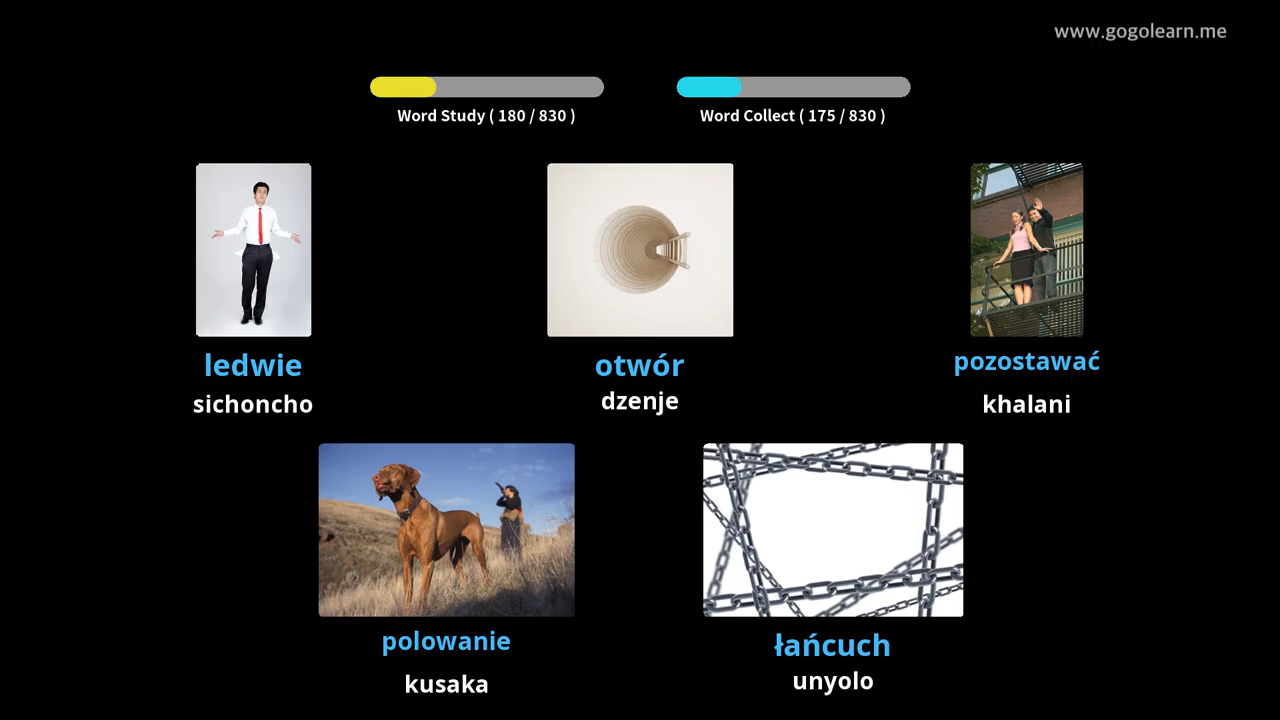 www.gogolearn.me
Word Study ( 180 / 830 )
Word Collect ( 175 / 830 )
ledwie
sichoncho
otwór
dzenje
pozostawać
khalani
polowanie
kusaka
łańcuch
unyolo